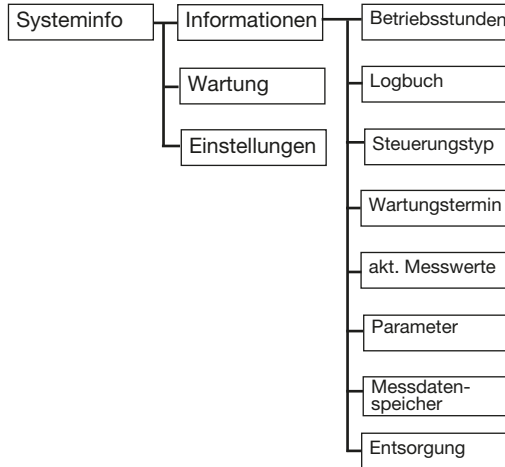 Systeminfo
Informationen
Betriebsstunden
Wartung
Logbuch
Einstellungen
Steuerungstyp
Wartungstermin
akt. Messwerte
Parameter
Messdaten-
speicher
Entsorgung